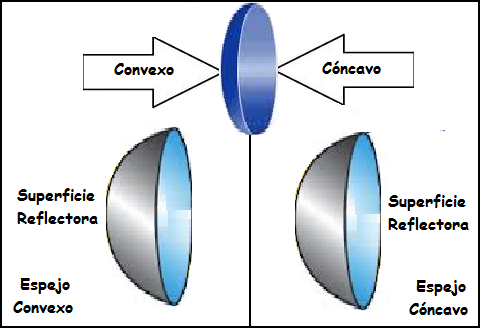 Convexo
Cóncavo
Superficie
Reflectora
Espejo
Convexo
Superficie
Reflectora
Espejo
Cóncavo